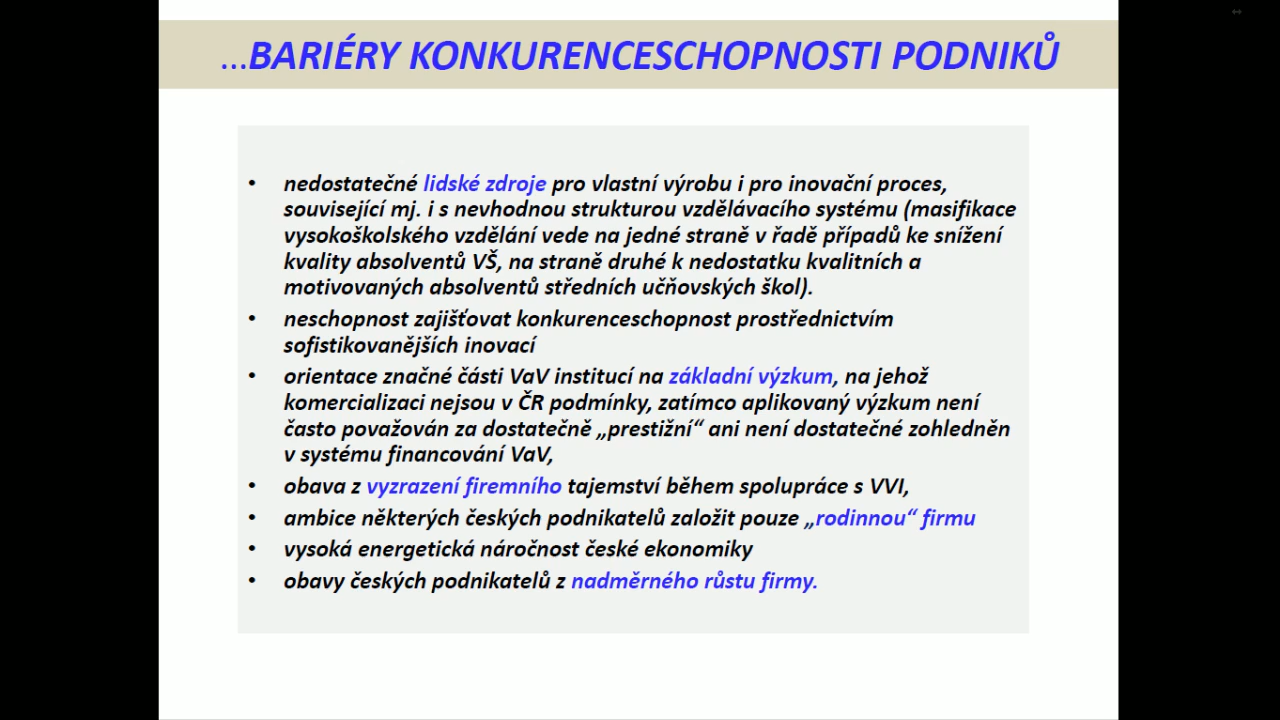 ...BARIÉRY KONKURENCESCHOPNOSTI PODNIKŮ
• nedostatečné lidské zdroje pro vlastní výrobu i pro inovační proces,
související mj. i s nevhodnou strukturou vzdělávacího systému (masifikace
vysokoškolského vzdělání vede na jedné straně v řadě případů ke snížení
kvality absolventů VŠ, na straně druhé k nedostatku kvalitních a
motivovaných absolventů středních učňovských škol).
• neschopnost zajišťovat konkurenceschopnost prostřednictvím
sofistikovanějších inovací
• orientace značné části VaV institucí na základní výzkum, na jehož
komercializaci nejsou v ČR podmínky, zatímco aplikovaný výzkum není
často považován za dostatečně „prestižní“ ani není dostatečné zohledněn
v systému financování VaV,
• obava z vyzrazení firemního tajemství během spolupráce s VVI,
• ambice některých českých podnikatelů založit pouze „rodinnou“ firmu
• vysoká energetická náročnost české ekonomiky
• obavy českých podnikatelů z nadměrného růstu firmy.